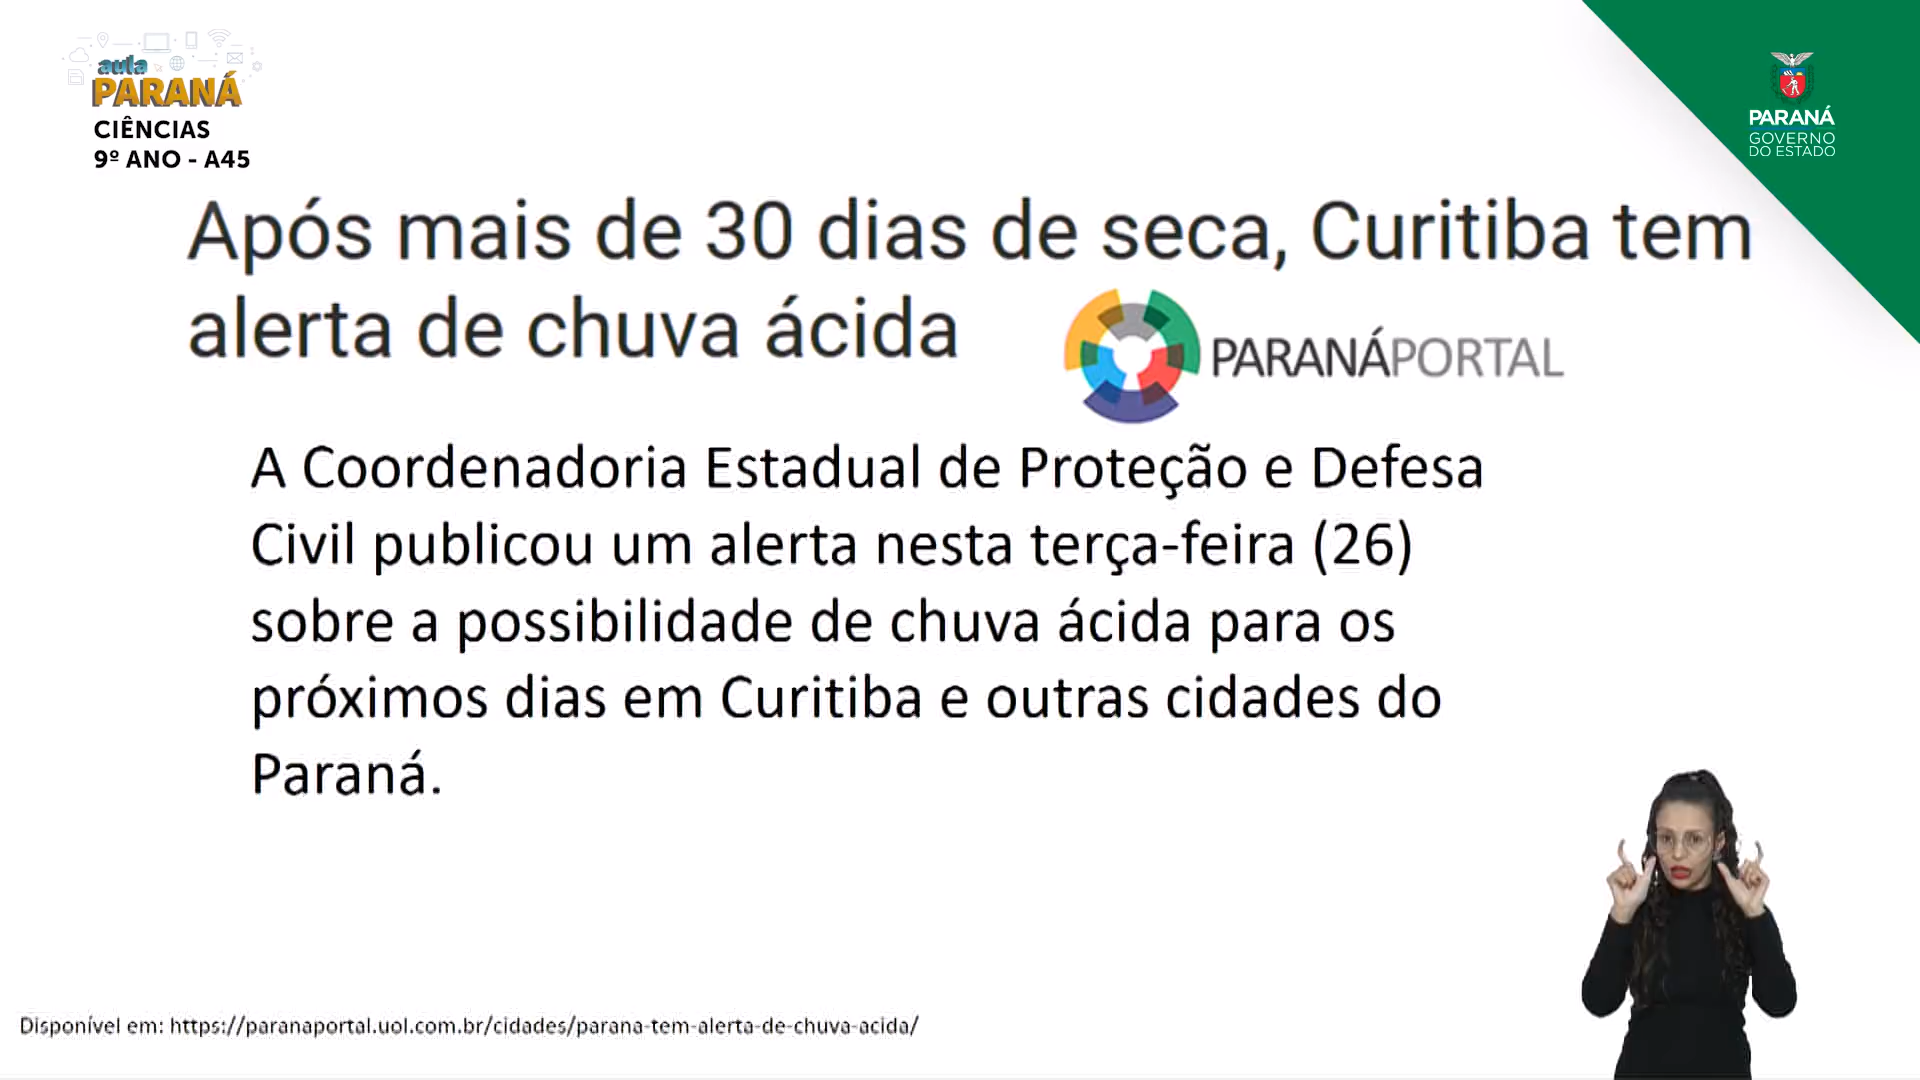 aula
PARANÁ
CIÊNCIAS
9º ANO - A45
PARANÁ
GOVERNO
DO ESTADO
Após mais de 30 dias de seca, Curitiba tem
alerta de chuva ácida
PARANÁPORTAL
A Coordenadoria Estadual de Proteção e Defesa
Civil publicou um alerta nesta terça-feira (26)
sobre a possibilidade de chuva ácida para os
próximos dias em Curitiba e outras cidades do
Paraná.
Disponível em: https://paranaportal.uol.com.br/cidades/parana-tem-alerta-de-chuva-acida/